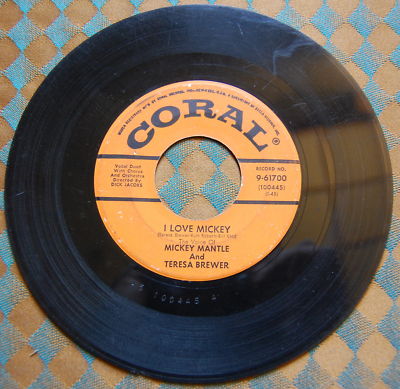 CORAL
Vocal Duet
With Chorus
And Orchestra
Directed By
DICK JACOBS
RECORD NO.
9-61700
(100445)
I LOVE MICKEY
The Voice Of
MICKEY MANTLE
And
TERESA BREWER
100445